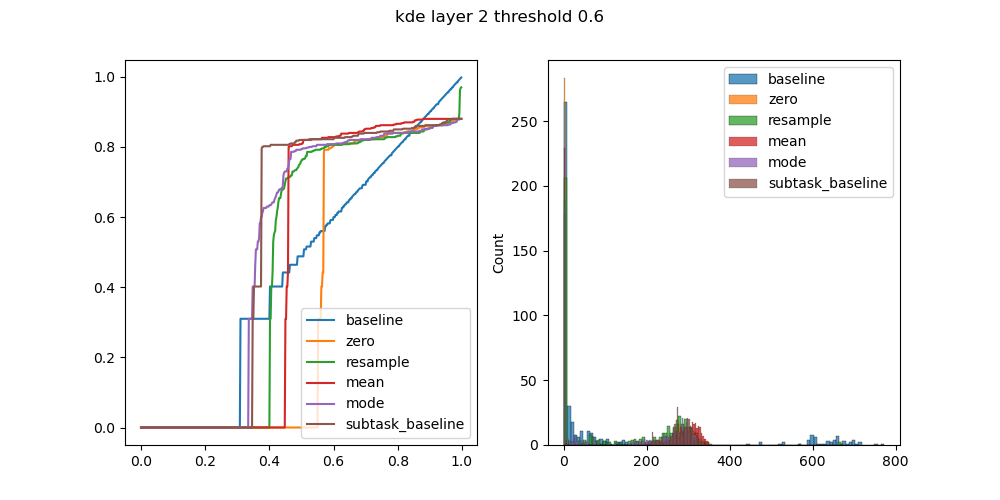 kde layer 2 threshold 0.6
1.0
0.8
0.6
0.4
0.2
0.0
0.0 0.2 0.4 0.6 0.8 1.0
baseline
zero
resample
mean
mode
subtask_baseline
Count
250
200
150
100
50
0
0 200 400 600 800
baseline
zero
resample
mean
mode
subtask_baseline